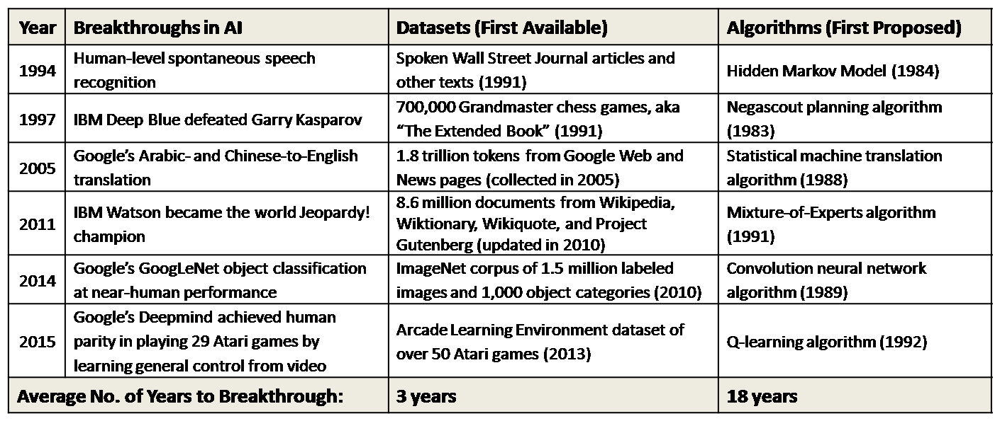 Year Breakthroughs in AI Datasets (First Available) Algorithms (First Proposed)
1994
Human-level spontaneous speech
recognition
Spoken Wall Street Journal articles and
other texts (1991)
Hidden Markov Model (1984)
1997
IBM Deep Blue defeated Garry Kasparov
700,000 Grandmaster chess games, aka
“The Extended Book” (1991)
Negascout planning algorithm
(1983)
2005
Google’s Arabic- and Chinese-to-English
translation
1.8 trillion tokens from Google Web and
News pages (collected in 2005)
Statistical machine translation
algorithm (1988)
2011
IBM Watson became the world Jeopardy!
champion
8.6 million documents from Wikipedia,
Wiktionary, Wikiquote, and Project
Gutenberg (updated in 2010)
Mixture-of-Experts algorithm
(1991)
2014
Google’s GoogLeNet object classification
at near-human performance
ImageNet corpus of 1.5 million labeled
images and 1,000 object categories (2010)
Convolution neural network
algorithm (1989)
2015
Google’s Deepmind achieved human
parity in playing 29 Atari games by
learning general control from video
Arcade Learning Environment dataset of
over 50 Atari games (2013)
Q-learning algorithm (1992)
Average No. of Years to Breakthrough: 3 years 18 years